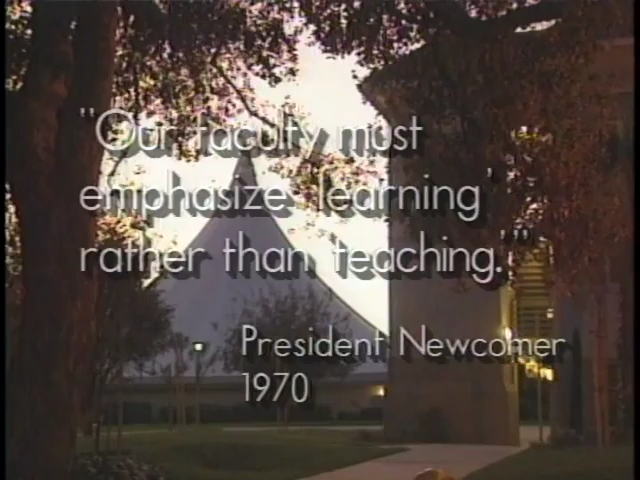 "Our faculty must
emphasize 'learning'
rather than teaching."
President Newcomer
1970